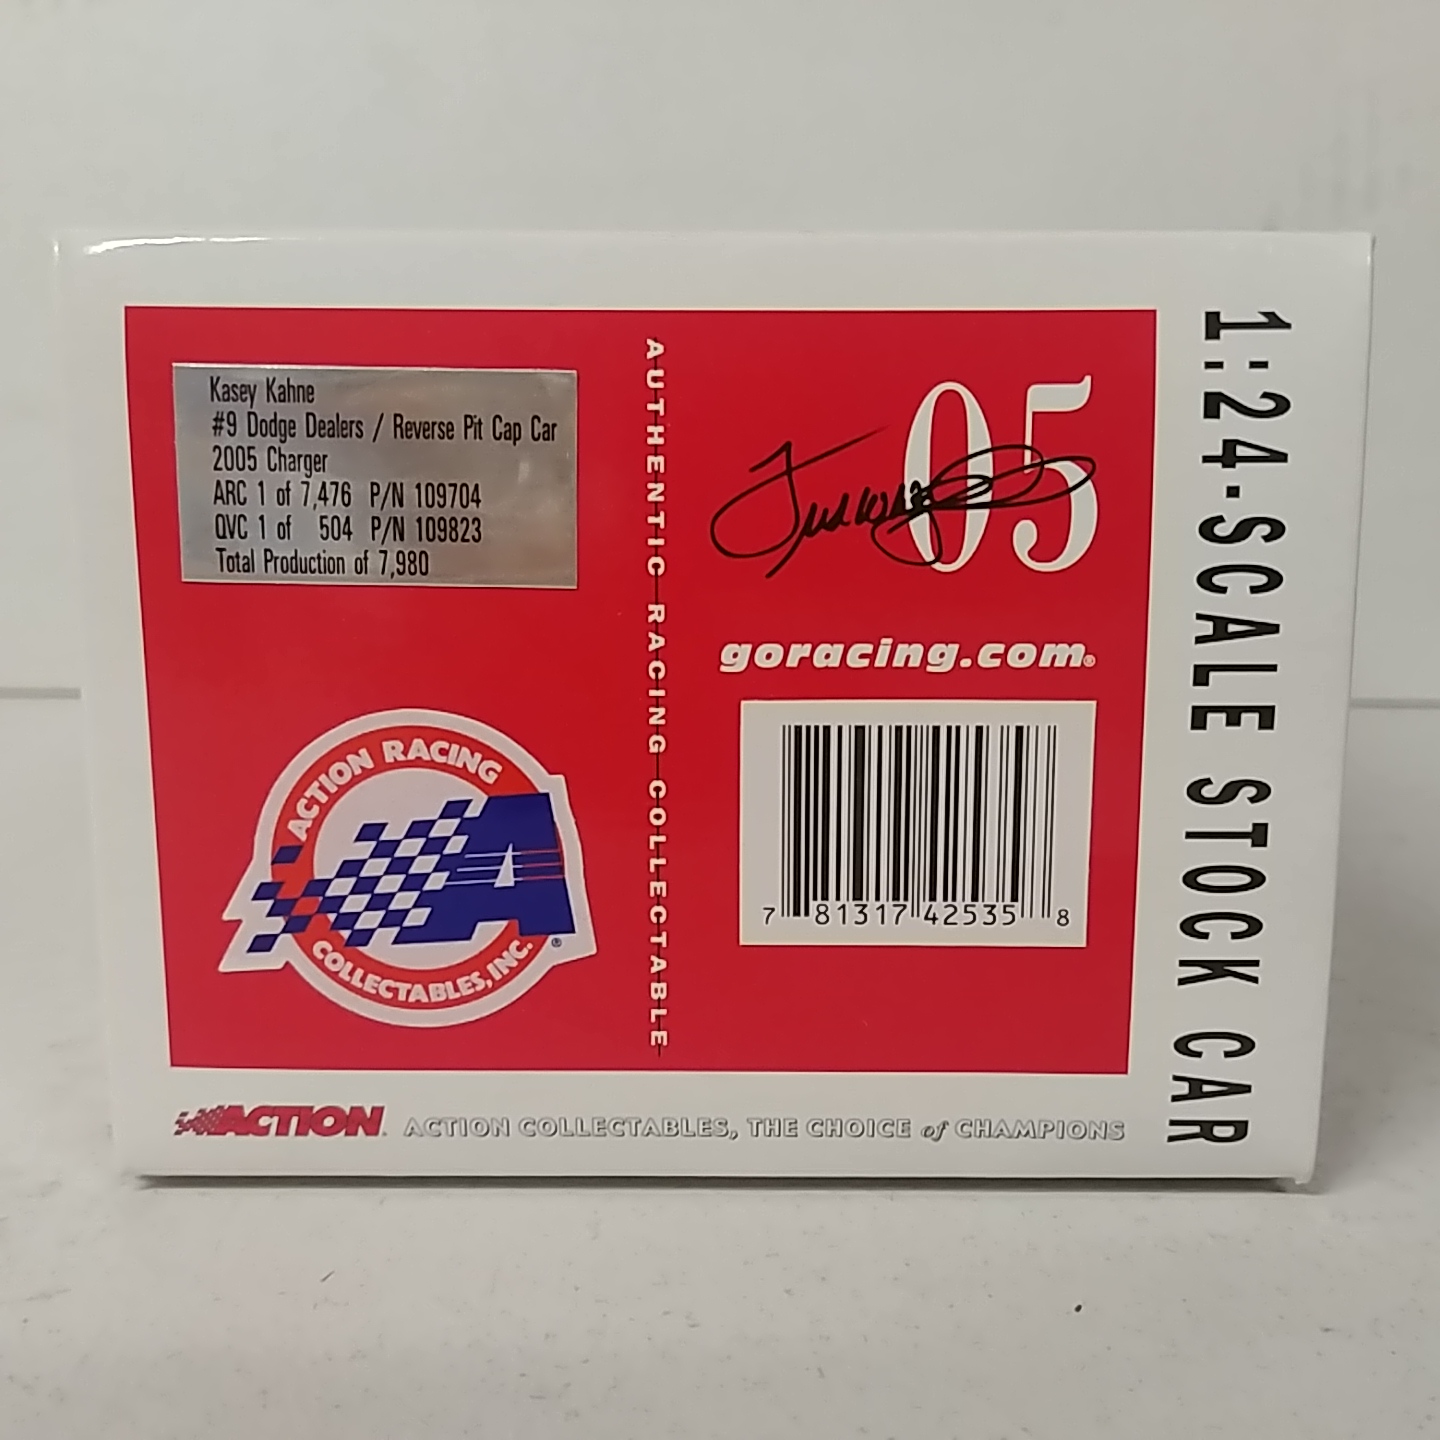 Kasey Kahne
#9 Dodge Dealers / Reverse Pit Cap Car
2005 Charger
ARC 1 of 7,476 P/N 109704
QVC 1 of 504 P/N 109823
Total Production of 7,980
ACTION RACING
COLLECTABLES, INC.
®
AUTHENTIC RACING COLLECTABLE
05
goracing.com®
7 81317 42535 8
1:24-SCALE STOCK CAR
ACTION
ACTION COLLECTABLES, THE CHOICE of CHAMPIONS